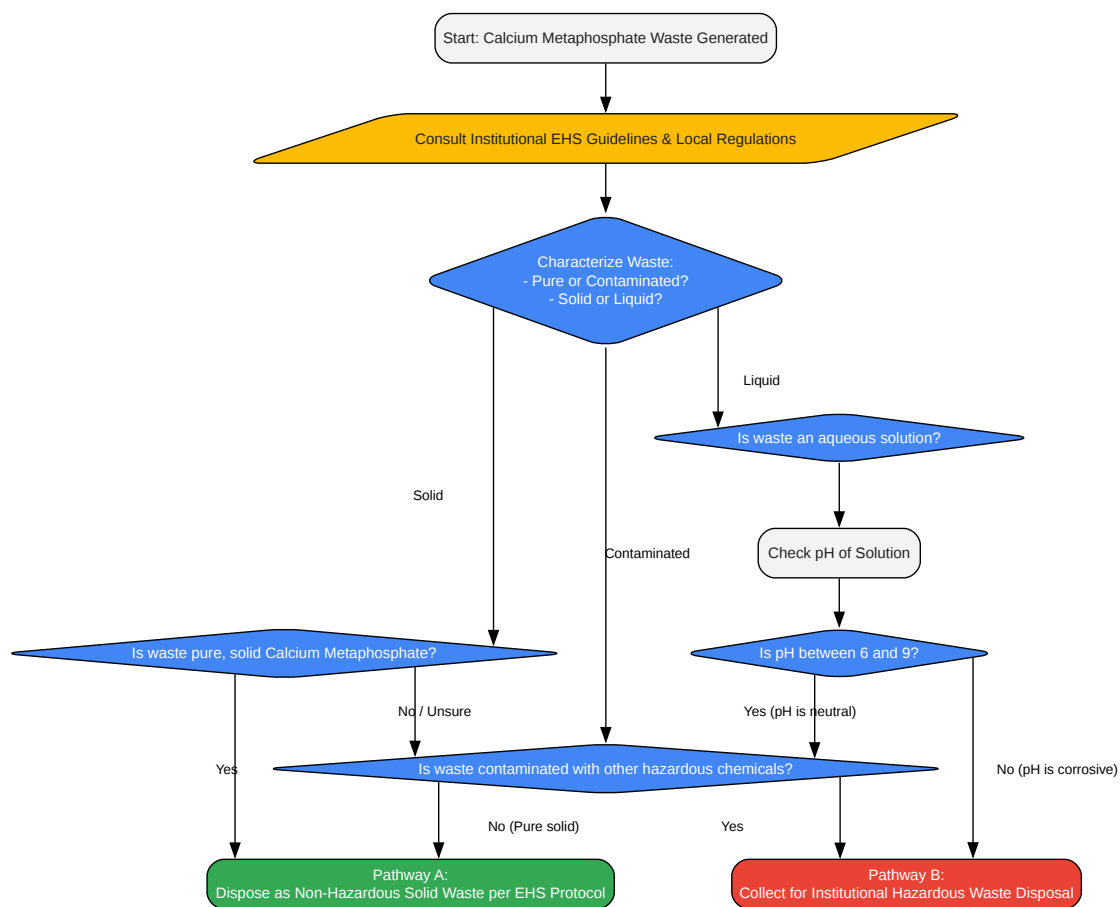 Start: Calcium Metaphosphate Waste Generated
Consult Institutional EHS Guidelines & Local Regulations
Characterize Waste:
- Pure or Contaminated?
- Solid or Liquid?
Liquid
Is waste an aqueous solution?
Solid
Contaminated
Check pH of Solution
Is waste pure, solid Calcium Metaphosphate?
Is pH between 6 and 9?
No / Unsure
Yes (pH is neutral)
Yes
Is waste contaminated with other hazardous chemicals?
No (pH is corrosive)
No (Pure solid)
Yes
Pathway A:
Dispose as Non-Hazardous Solid Waste per EHS Protocol
Pathway B:
Collect for Institutional Hazardous Waste Disposal